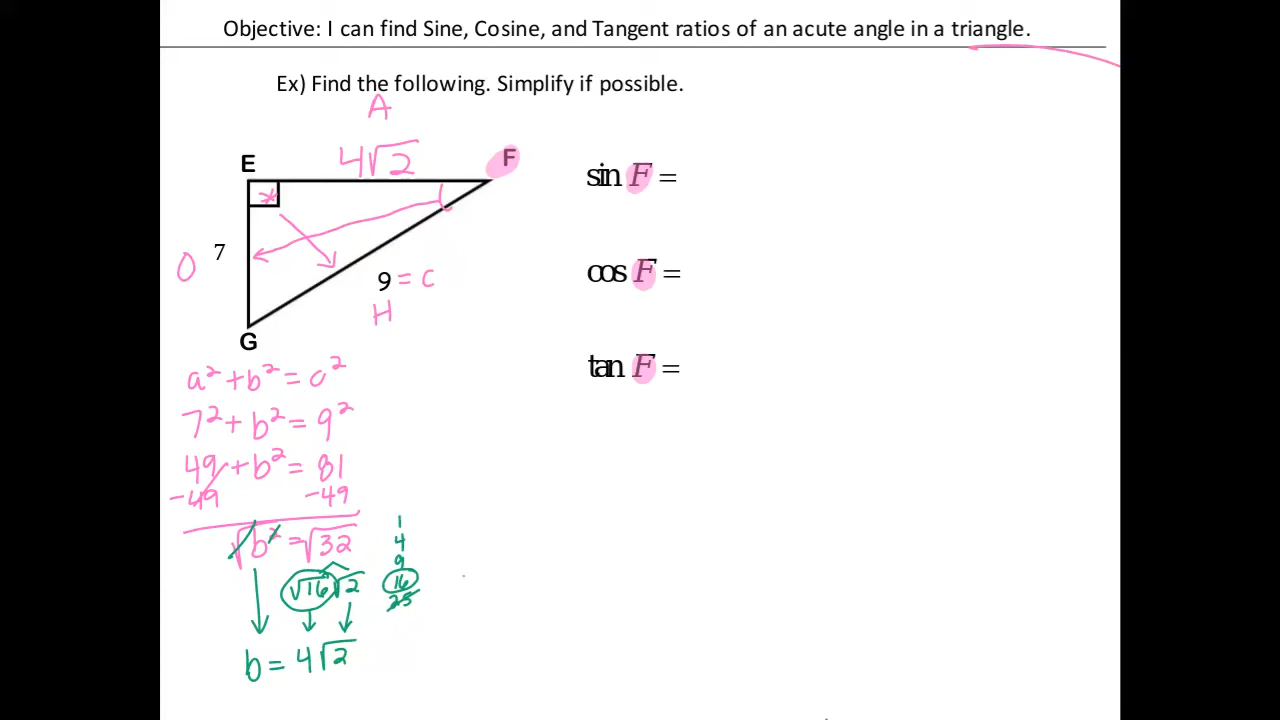 Objective: I can find Sine, Cosine, and Tangent ratios of an acute angle in a triangle.
Ex) Find the following. Simplify if possible.
A
4√2
E
F
sin F =
7
O
9 = c
H
cos F =
G
tan F =
a² + b² = c²
7² + b² = 9²
49 + b² = 81
-49 -49
√b² = √32
√16 √2
b = 4√2
1
4
9
16
25